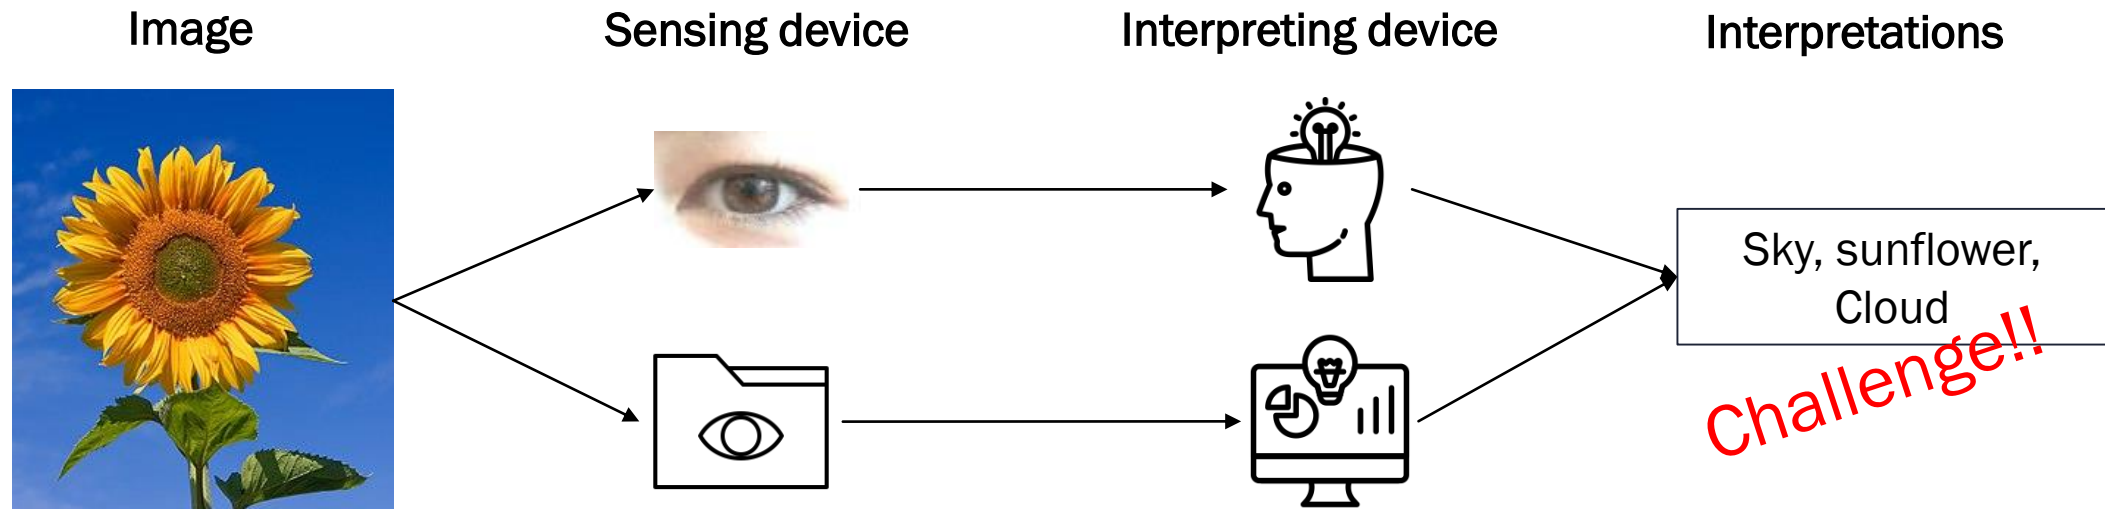 Image
Sensing device
Interpreting device
Interpretations
Sky, sunflower,
Cloud
Challenge!!